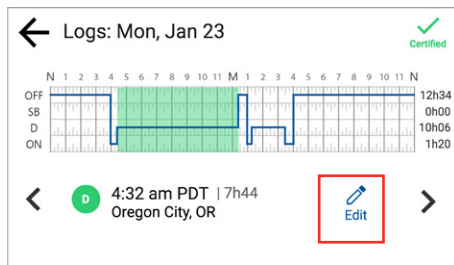 Logs: Mon, Jan 23
Certified
N 1 2 3 4 5 6 7 8 9 10 11 M 1 2 3 4 5 6 7 8 9 10 11 N
OFF 12h34
SB 0h00
D 10h06
ON 1h20
D 4:32 am PDT | 7h44
Oregon City, OR
Edit